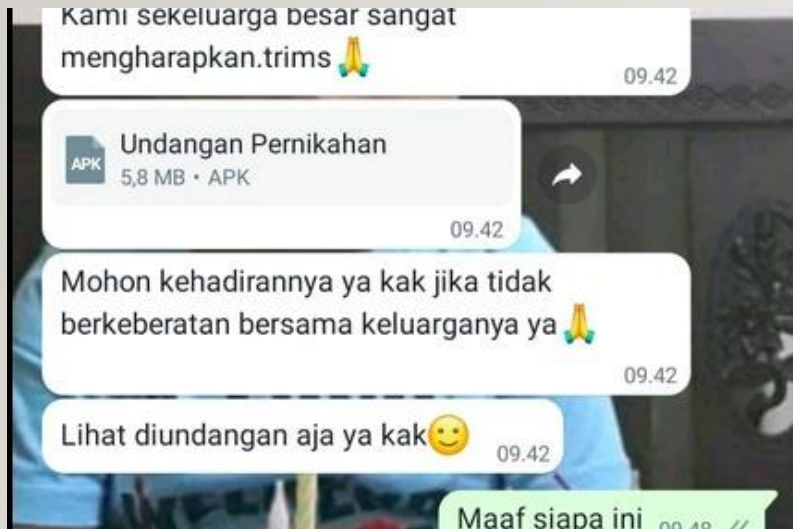 Kami sekeluarga besar sangat
mengharapkan.trims🙏
09.42
APK
Undangan Pernikahan
5,8 MB • APK
09.42
Mohon kehadirannya ya kak jika tidak
berkeberatan bersama keluarganya ya🙏
09.42
Lihat diundangan aja ya kak🙂 09.42
Maaf siapa ini 09.48